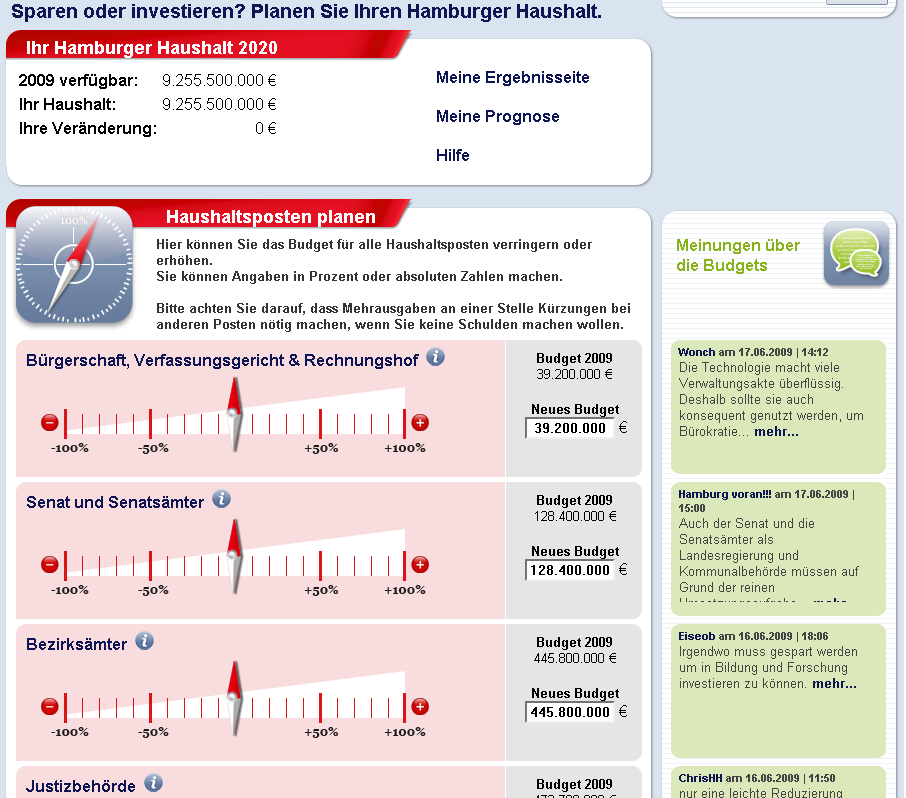 Sparen oder investieren? Planen Sie Ihren Hamburger Haushalt.
Ihr Hamburger Haushalt 2020
2009 verfügbar: 9.255.500.000 €
Ihr Haushalt: 9.255.500.000 €
Ihre Veränderung: 0 €
Meine Ergebnisseite
Meine Prognose
Hilfe
100%
Haushaltsposten planen
Hier können Sie das Budget für alle Haushaltsposten verringern oder
erhöhen.
Sie können Angaben in Prozent oder absoluten Zahlen machen.
Bitte achten Sie darauf, dass Mehrausgaben an einer Stelle Kürzungen bei
anderen Posten nötig machen, wenn Sie keine Schulden machen wollen.
Bürgerschaft, Verfassungsgericht & Rechnungshof i
-100% -50% +50% +100%
Budget 2009
39.200.000 €
Neues Budget
39.200.000 €
Senat und Senatsämter i
-100% -50% +50% +100%
Budget 2009
128.400.000 €
Neues Budget
128.400.000 €
Bezirksämter i
-100% -50% +50% +100%
Budget 2009
445.800.000 €
Neues Budget
445.800.000 €
Justizbehörde i
Budget 2009
Meinungen über
die Budgets
Wonch am 17.06.2009 | 14:12
Die Technologie macht viele
Verwaltungsakte überflüssig.
Deshalb sollte sie auch
konsequent genutzt werden, um
Bürokratie... mehr...
Hamburg voran!!! am 17.06.2009 |
15:00
Auch der Senat und die
Senatsämter als
Landesregierung und
Kommunalbehörde müssen auf
Grund der reinen
Eiseob am 16.06.2009 | 18:06
Irgendwo muss gespart werden
um in Bildung und Forschung
investieren zu können. mehr...
ChrisHH am 16.06.2009 | 11:50
nur eine leichte Reduzierung